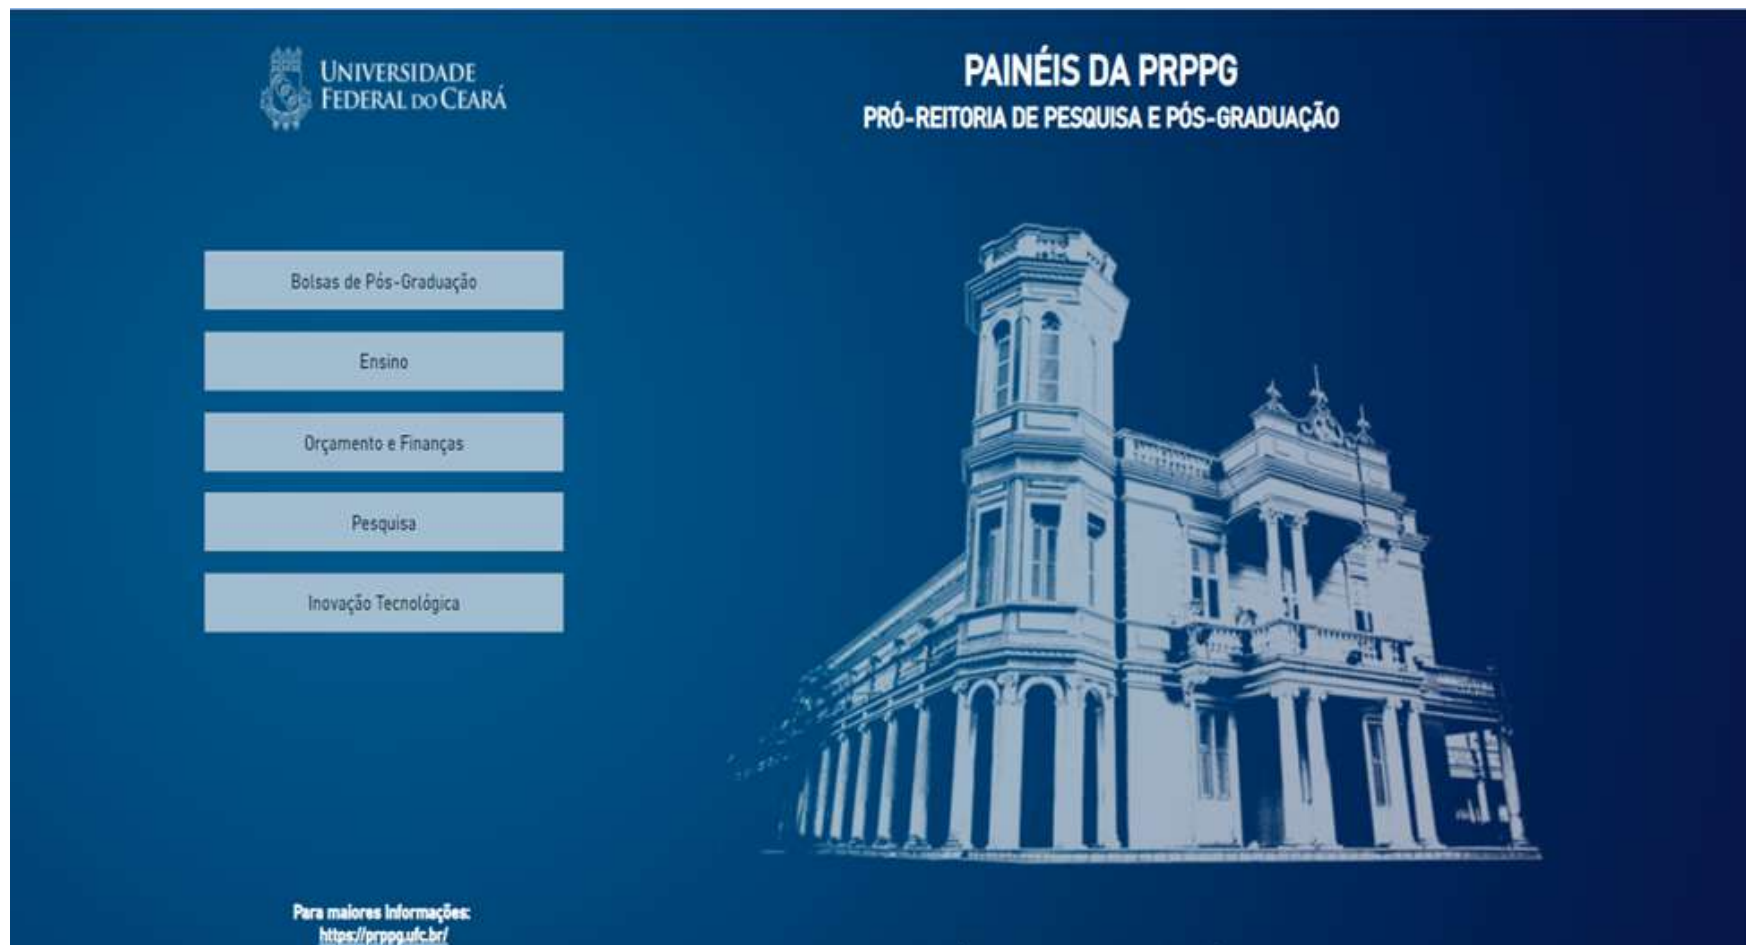 UNIVERSIDADE
FEDERAL DO CEARÁ
PAINÉIS DA PRPPG
PRÓ-REITORIA DE PESQUISA E PÓS-GRADUAÇÃO
Bolsas de Pós-Graduação
Ensino
Orçamento e Finanças
Pesquisa
Inovação Tecnológica
Para maiores Informações:
https://prppg.ufc.br/